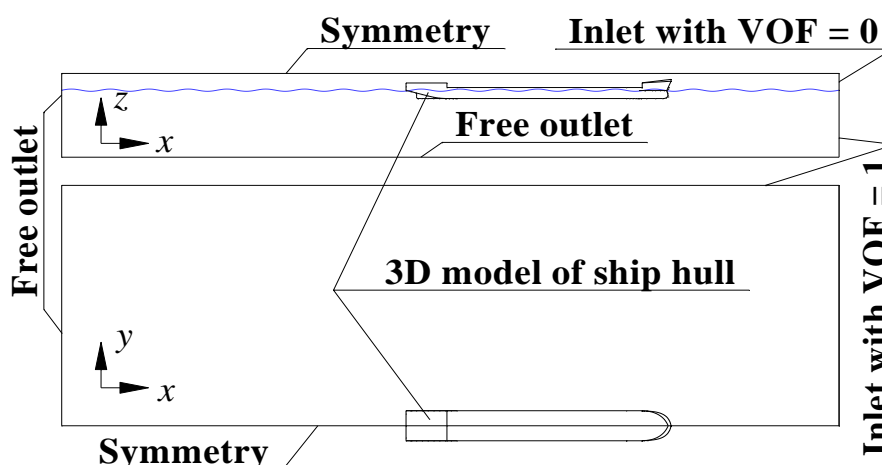 Symmetry
Inlet with VOF = 0
z
x
Free outlet
Free outlet
Inlet with VOF = 1
3D model of ship hull
y
x
Symmetry